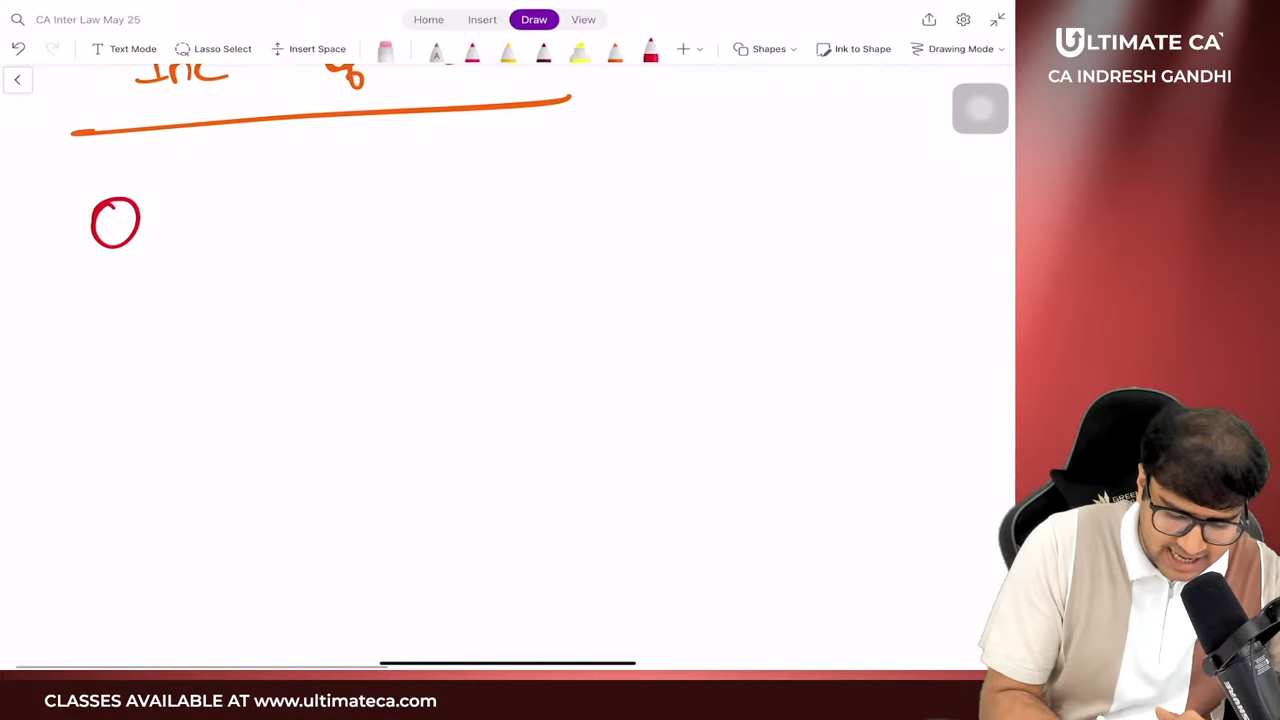 CA Inter Law May 25
Home Insert Draw View
Text Mode Lasso Select Insert Space Shapes Ink to Shape Drawing Mode
ULTIMATE CA
CA INDRESH GANDHI
Inc
O
CLASSES AVAILABLE AT www.ultimateca.com